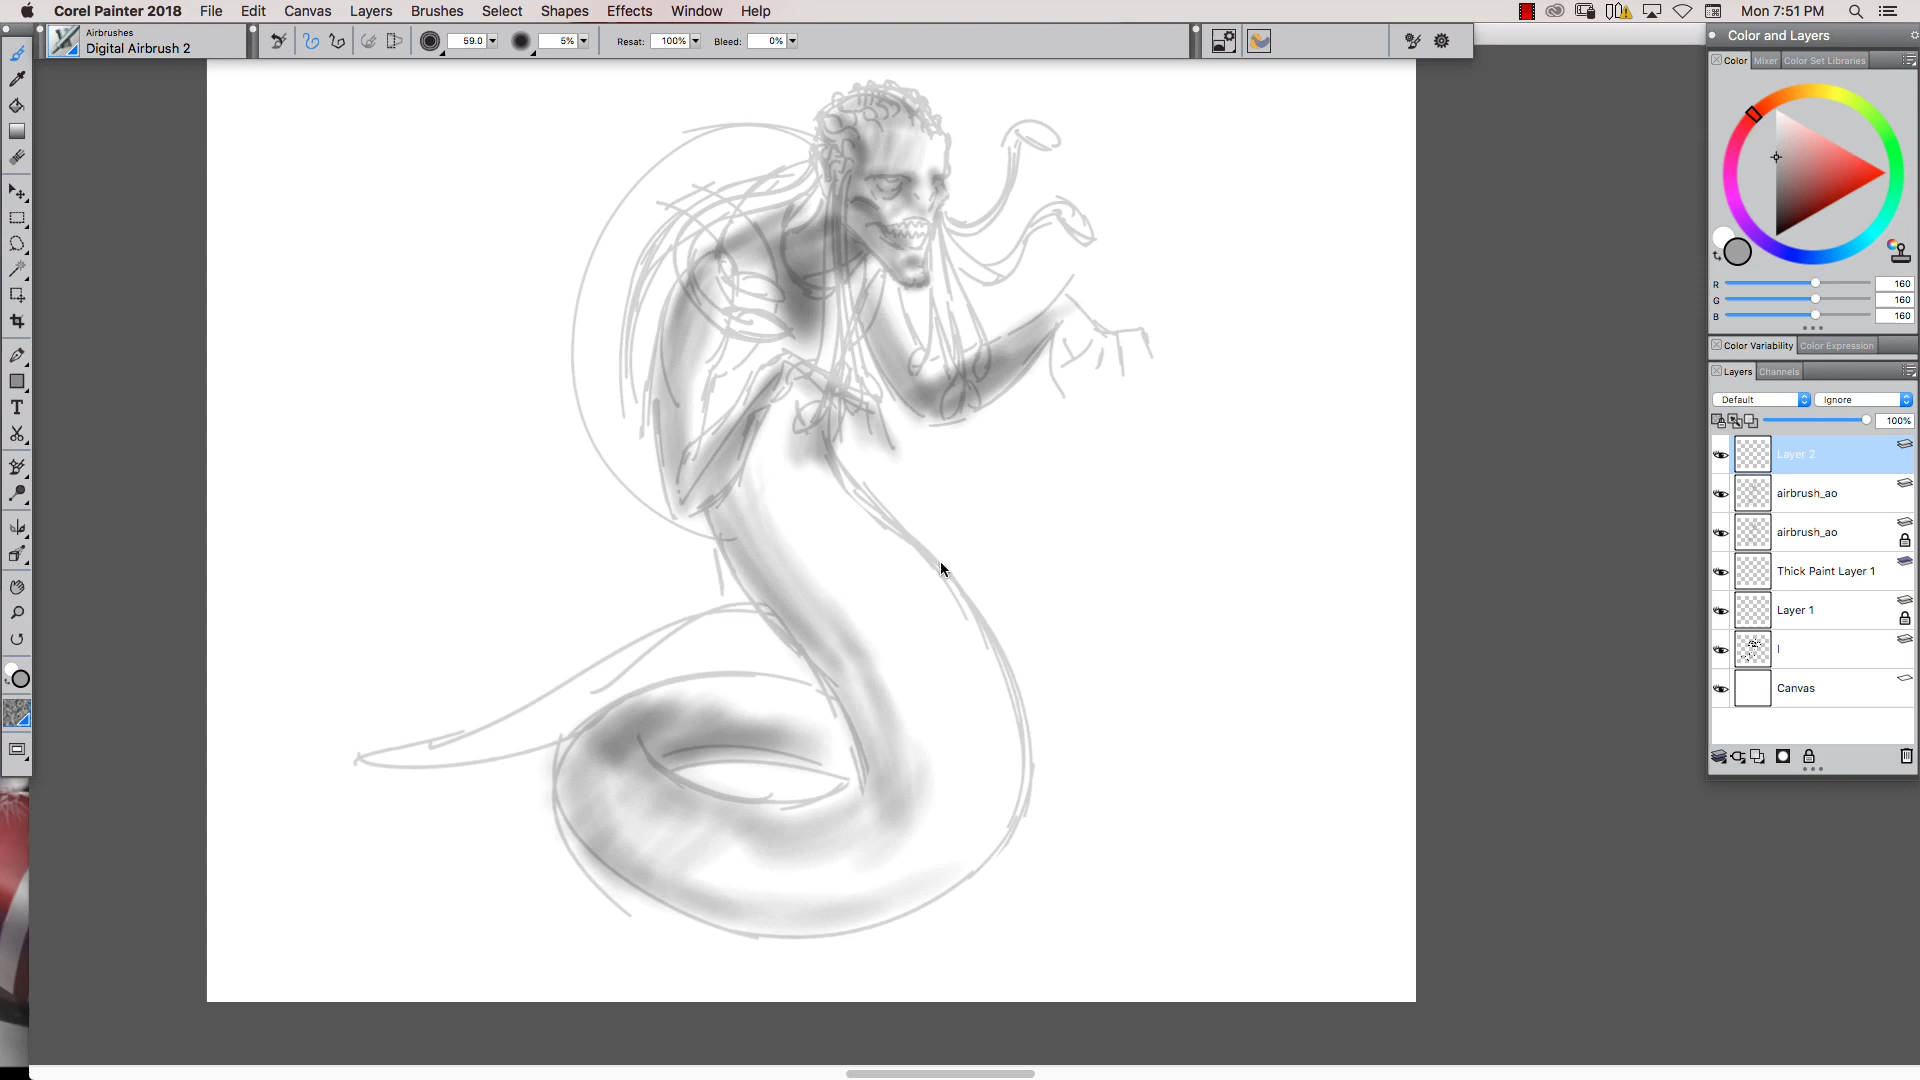 Corel Painter 2018 File Edit Canvas Layers Brushes Select Shapes Effects Window Help Mon 7:51 PM
Airbrushes
Digital Airbrush 2
59.0 5% Resat: 100% Bleed: 0%
Color and Layers
Color Mixer Color Set Libraries
R 160
G 160
B 160
Color Variability Color Expression
Layers Channels
Default Ignore
100%
Layer 2
airbrush_ao
airbrush_ao
Thick Paint Layer 1
Layer 1
l
Canvas
T